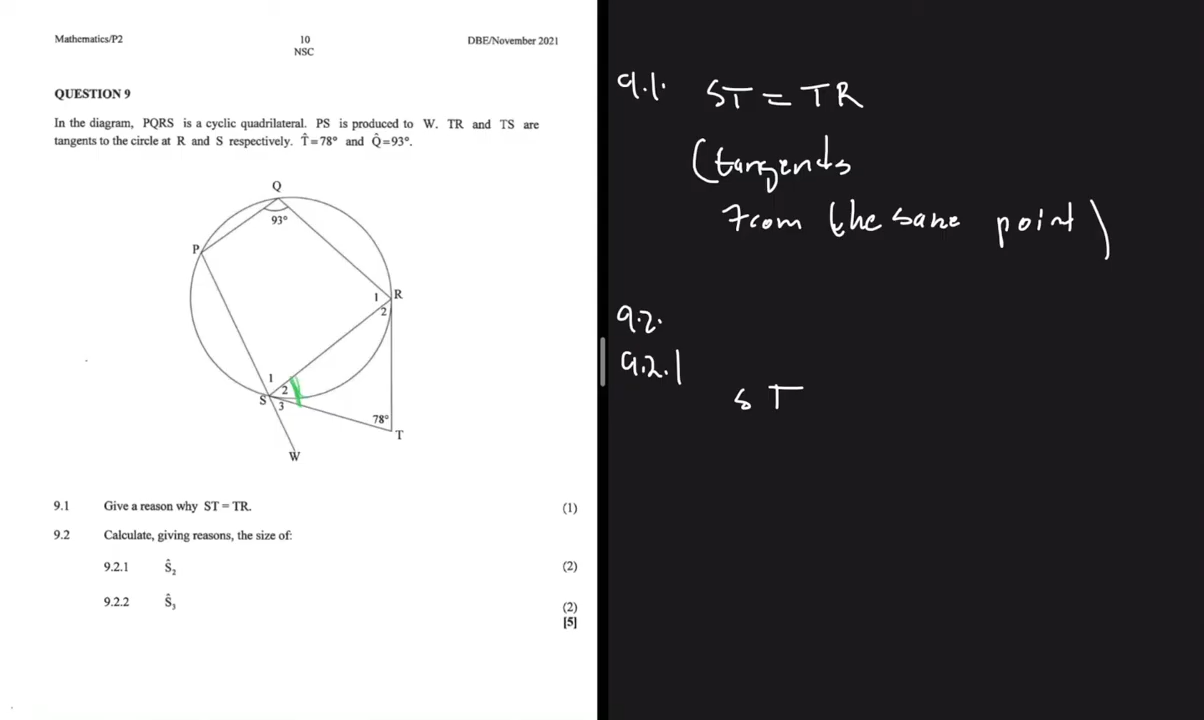 Mathematics/P2
10
NSC
DBE/November 2021
QUESTION 9
In the diagram, PQRS is a cyclic quadrilateral. PS is produced to W. TR and TS are
tangents to the circle at R and S respectively. T̂ = 78° and Q̂ = 93°.
Q
93°
P
1 R
2
1
2
S 3
78°
T
W
9.1 Give a reason why ST = TR. (1)
9.2 Calculate, giving reasons, the size of:
9.2.1 Ŝ₂ (2)
9.2.2 Ŝ₃ (2)
[5]
9.1. ST = TR
(tangends
from the same point)
9.2.
9.2.1
ST